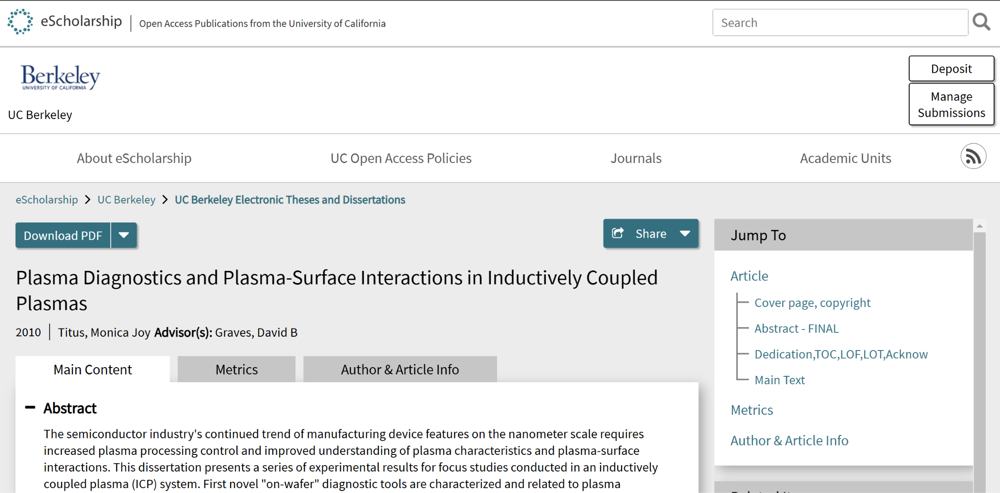 eScholarship
Open Access Publications from the University of California
Search
Berkeley
UNIVERSITY OF CALIFORNIA
UC Berkeley
Deposit
Manage
Submissions
About eScholarship
UC Open Access Policies
Journals
Academic Units
eScholarship UC Berkeley UC Berkeley Electronic Theses and Dissertations
Download PDF
Share
Plasma Diagnostics and Plasma-Surface Interactions in Inductively Coupled
Plasmas
2010 Titus, Monica Joy Advisor(s): Graves, David B
Main Content
Metrics
Author & Article Info
Abstract
The semiconductor industry's continued trend of manufacturing device features on the nanometer scale requires
increased plasma processing control and improved understanding of plasma characteristics and plasma-surface
interactions. This dissertation presents a series of experimental results for focus studies conducted in an inductively
coupled plasma (ICP) system. First novel "on-wafer" diagnostic tools are characterized and related to plasma
Jump To
Article
Cover page, copyright
Abstract - FINAL
Dedication,TOC,LOF,LOT,Acknow
Main Text
Metrics
Author & Article Info